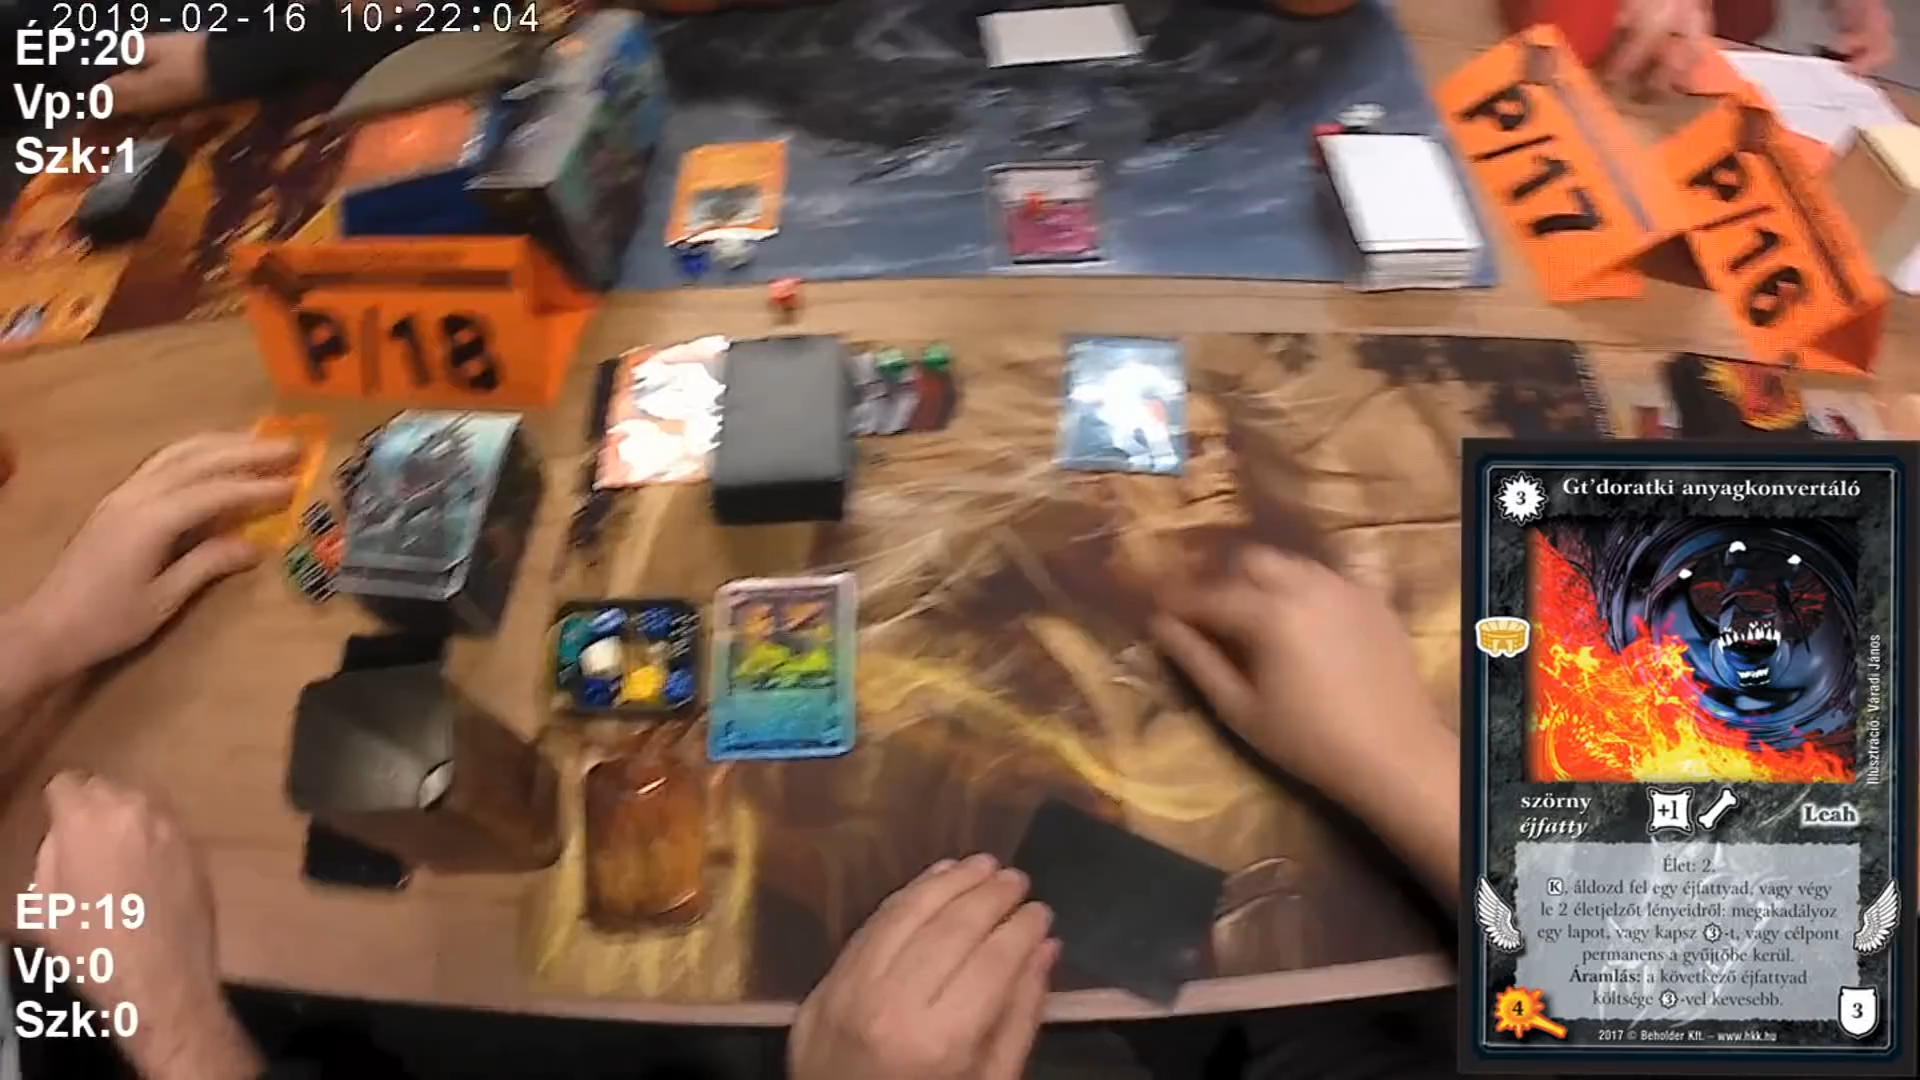 2019-02-16 10:22:04
ÉP:20
Vp:0
Szk:1
P/17
P/16
P/18
3
Gt'doratki anyagkonvertáló
Illusztráció: Váradi János
szörny
éjfatty
+1
Leah
Élet: 2.
K, áldozd fel egy éjfattyad, vagy végy
le 2 életjelzőt lényeidről: megakadályoz
egy lapot, vagy kapsz 3-t, vagy célpont
permanens a gyűjtőbe kerül.
Áramlás: a következő éjfattyad
költsége 3-vel kevesebb.
4
3
2017 © Beholder Kft. – www.hkk.hu
ÉP:19
Vp:0
Szk:0